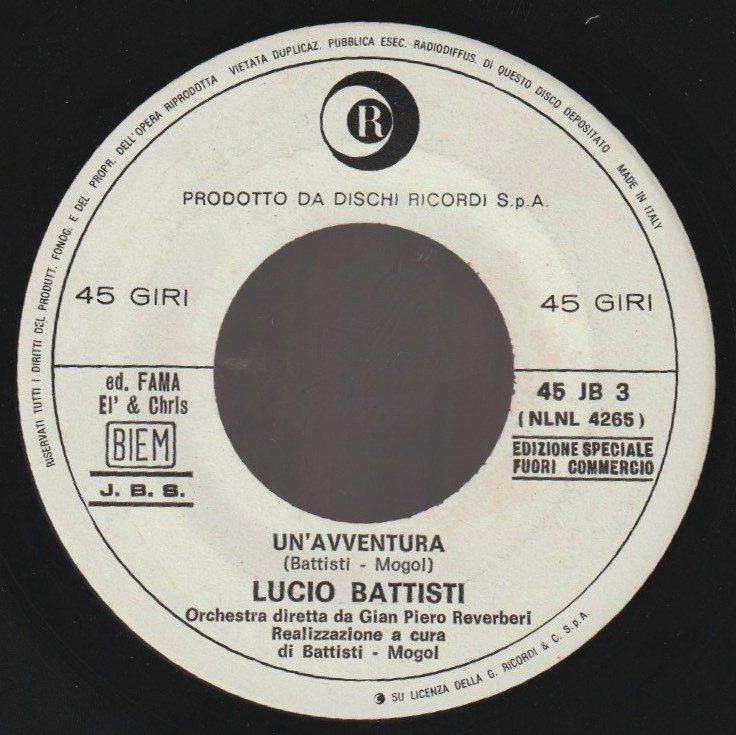 RISERVATI TUTTI I DIRITTI DEL PRODUTT. FONOG. E DEL PROPR. DELL'OPERA RIPRODOTTA VIETATA DUPLICAZ. PUBBLICA ESEC. RADIODIFFUS. DI QUESTO DISCO DEPOSITATO MADE IN ITALY
R
PRODOTTO DA DISCHI RICORDI S.p.A.
45 GIRI
45 GIRI
ed. FAMA
El' & Chrls
BIEM
J. B. S.
45 JB 3
(NLNL 4265)
EDIZIONE SPECIALE
FUORI COMMERCIO
UN'AVVENTURA
(Battisti - Mogol)
LUCIO BATTISTI
Orchestra diretta da Gian Piero Reverberi
Realizzazione a cura
di Battisti - Mogol
SU LICENZA DELLA G. RICORDI & C. S.p.A.